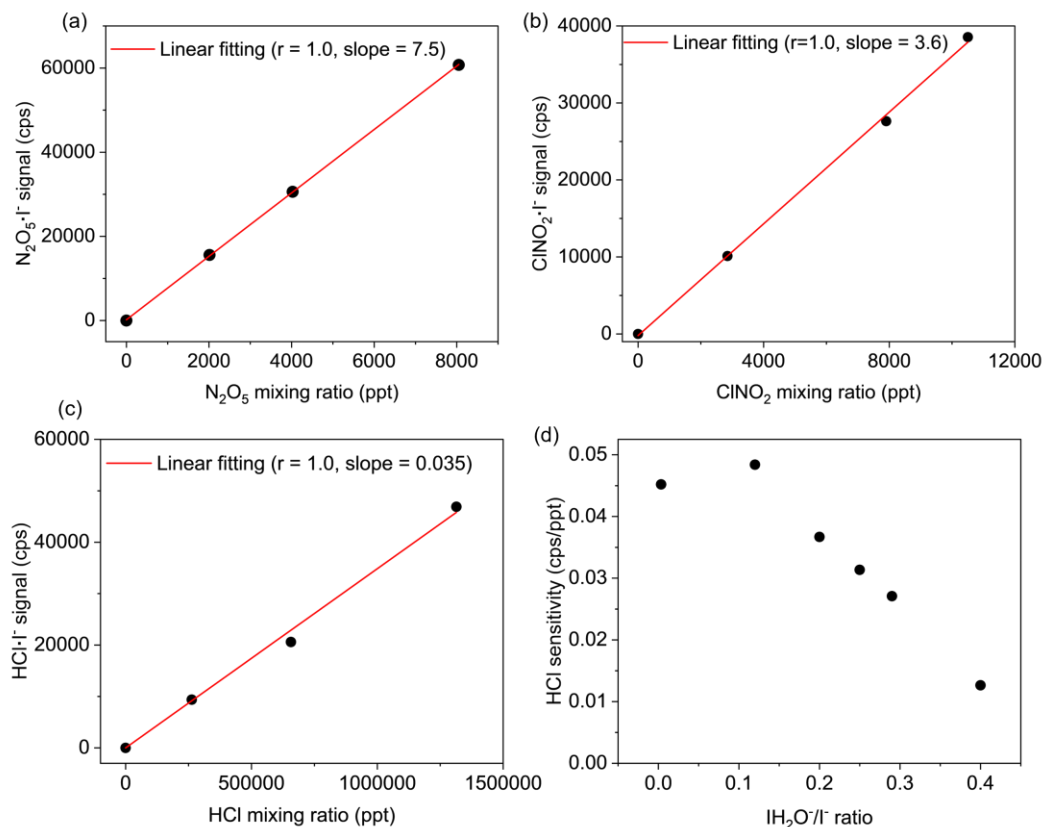 (a)
Linear fitting (r = 1.0, slope = 7.5)
60000
40000
20000
0
N₂O₅·I⁻ signal (cps)
0 2000 4000 6000 8000
N₂O₅ mixing ratio (ppt)
(b)
Linear fitting (r=1.0, slope = 3.6)
40000
30000
20000
10000
0
ClNO₂·I⁻ signal (cps)
0 4000 8000 12000
ClNO₂ mixing ratio (ppt)
(c)
Linear fitting (r = 1.0, slope = 0.035)
60000
40000
20000
0
HCl·I⁻ signal (cps)
0 500000 1000000 1500000
HCl mixing ratio (ppt)
(d)
0.05
0.04
0.03
0.02
0.01
0.00
HCl sensitivity (cps/ppt)
0.0 0.1 0.2 0.3 0.4
IH₂O⁻/I⁻ ratio